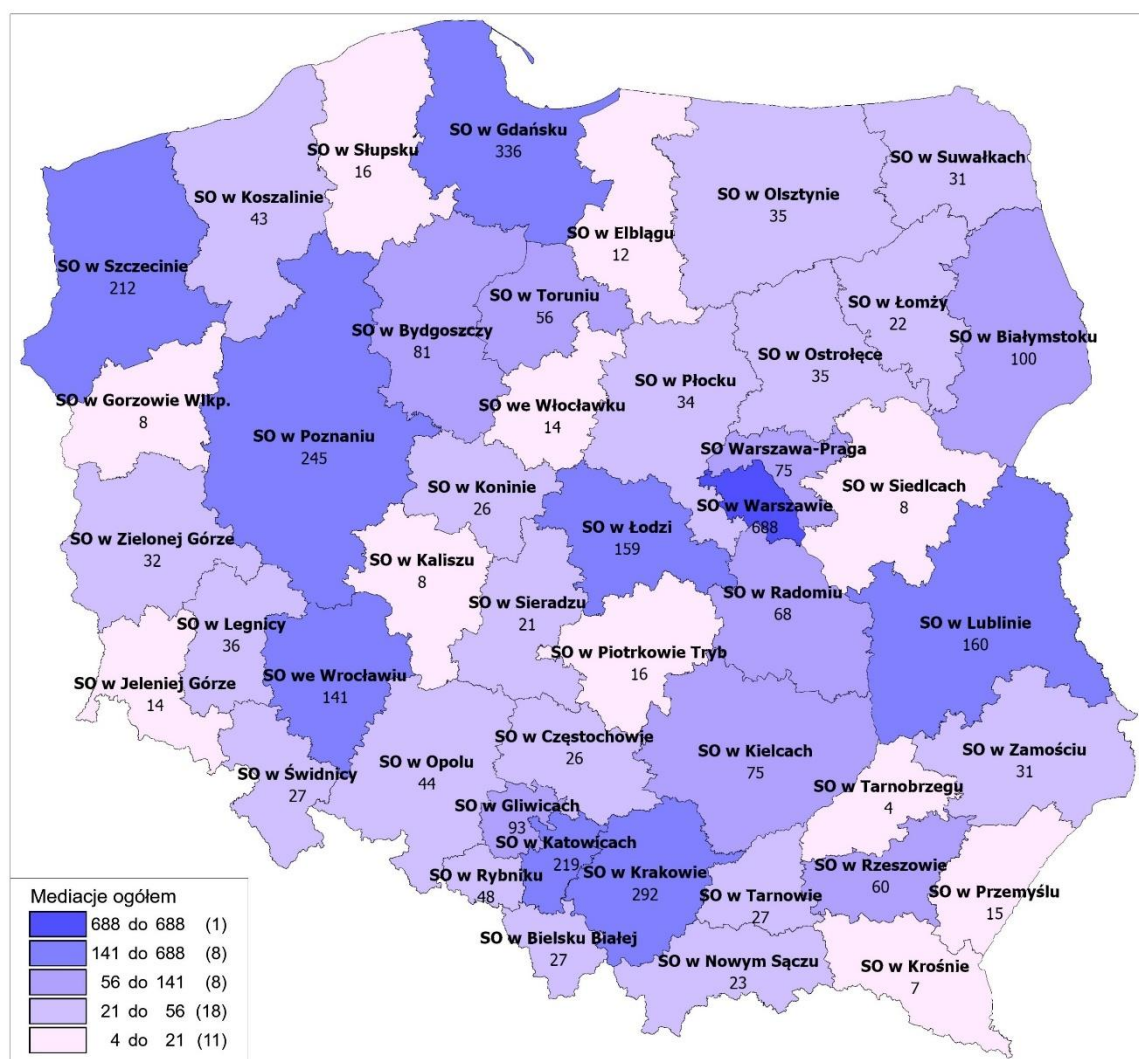 SO w Gdańsku
336
SO w Słupsku
16
SO w Suwałkach
31
SO w Koszalinie
43
SO w Olsztynie
35
SO w Elblągu
12
SO w Szczecinie
212
SO w Toruniu
56
SO w Łomży
22
SO w Bydgoszczy
81
SO w Białymstoku
100
SO w Ostrołęce
35
SO w Płocku
34
SO w Gorzowie Wlkp.
8
SO we Włocławku
14
SO w Poznaniu
245
SO Warszawa-Praga
75
SO w Koninie
26
SO w Siedlcach
8
SO w Warszawie
688
SO w Łodzi
159
SO w Zielonej Górze
32
SO w Kaliszu
8
SO w Radomiu
68
SO w Sieradzu
21
SO w Legnicy
36
SO w Lublinie
160
SO w Piotrkowie Tryb
16
SO we Wrocławiu
141
SO w Jeleniej Górze
14
SO w Częstochowie
26
SO w Kielcach
75
SO w Zamościu
31
SO w Opolu
44
SO w Świdnicy
27
SO w Tarnobrzegu
4
SO w Gliwicach
93
SO w Katowicach
219
SO w Krakowie
292
SO w Rzeszowie
60
SO w Rybniku
48
SO w Tarnowie
27
SO w Przemyślu
15
SO w Bielsku Białej
27
SO w Nowym Sączu
23
SO w Krośnie
7
Mediacje ogółem
688 do 688 (1)
141 do 688 (8)
56 do 141 (8)
21 do 56 (18)
4 do 21 (11)